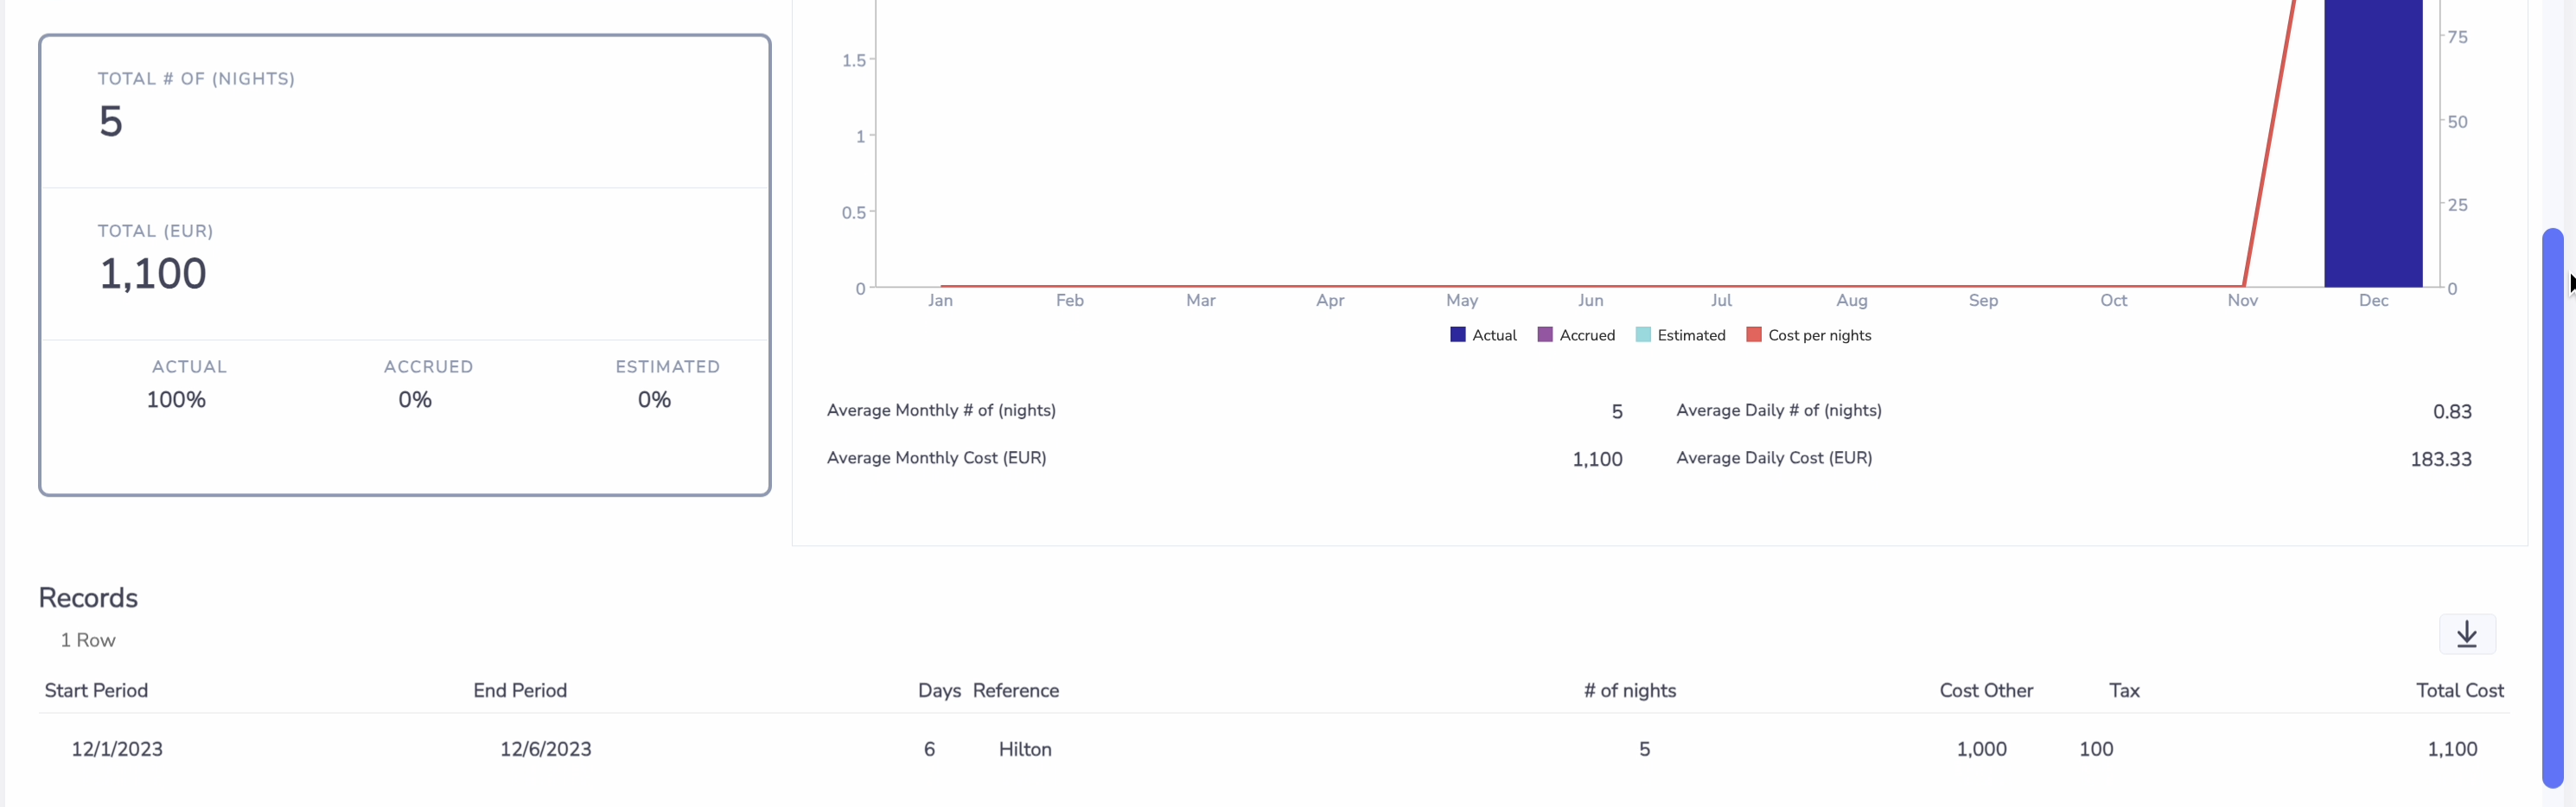 TOTAL # OF (NIGHTS)
5
TOTAL (EUR)
1,100
ACTUAL ACCRUED ESTIMATED
100% 0% 0%
1.5
1
0.5
0
75
50
25
0
Jan Feb Mar Apr May Jun Jul Aug Sep Oct Nov Dec
Actual Accrued Estimated Cost per nights
Average Monthly # of (nights) 5 Average Daily # of (nights) 0.83
Average Monthly Cost (EUR) 1,100 Average Daily Cost (EUR) 183.33
Records
1 Row
Start Period End Period Days Reference # of nights Cost Other Tax Total Cost
12/1/2023 12/6/2023 6 Hilton 5 1,000 100 1,100